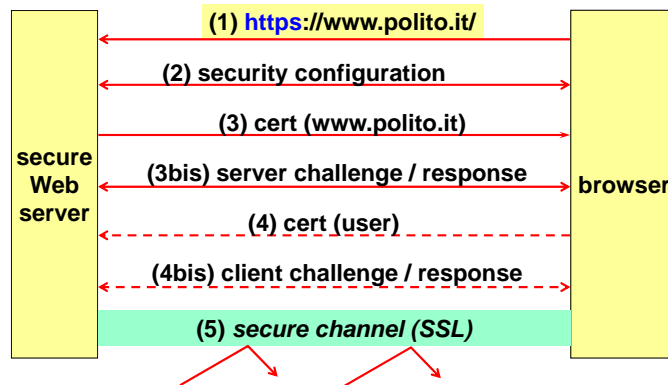 (1) https://www.polito.it/
(2) security configuration
(3) cert (www.polito.it)
secure
Web
server
(3bis) server challenge / response
browser
(4) cert (user)
(4bis) client challenge / response
(5) secure channel (SSL)